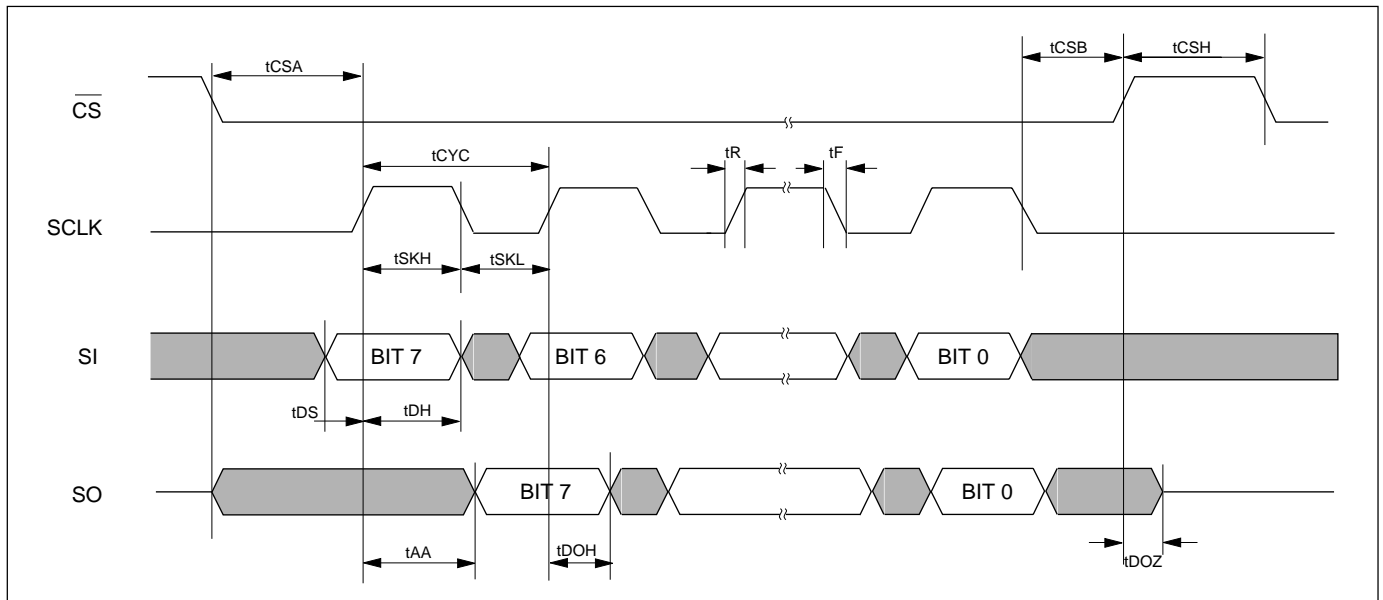 tCSB
tCSH
tCSA
CS
tCYC
tR
tF
SCLK
tSKH
tSKL
SI
BIT 7
BIT 6
BIT 0
tDS
tDH
SO
BIT 7
BIT 0
tAA
tDOH
tDOZ